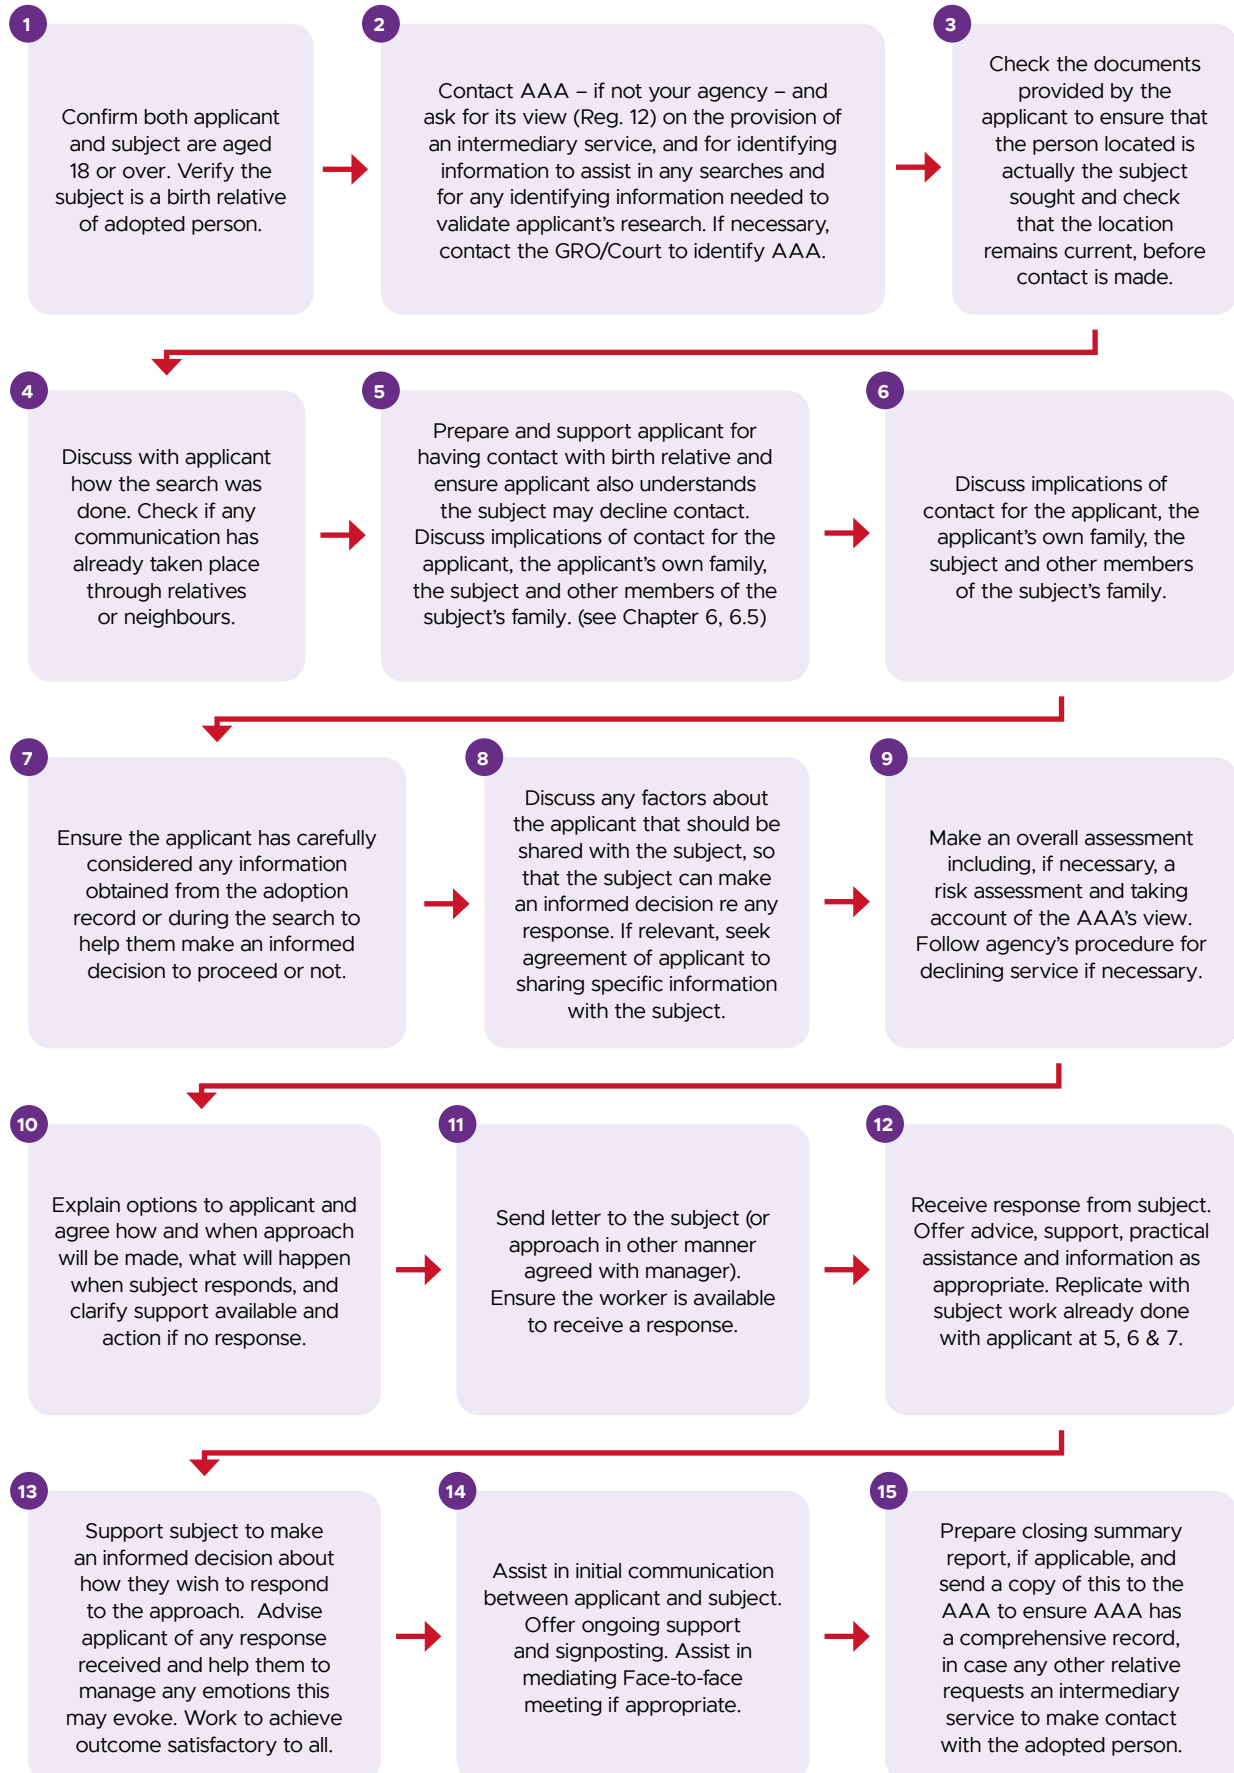 1
Confirm both applicant
and subject are aged
18 or over. Verify the
subject is a birth relative
of adopted person.
2
Contact AAA – if not your agency – and
ask for its view (Reg. 12) on the provision of
an intermediary service, and for identifying
information to assist in any searches and
for any identifying information needed to
validate applicant's research. If necessary,
contact the GRO/Court to identify AAA.
3
Check the documents
provided by the
applicant to ensure that
the person located is
actually the subject
sought and check
that the location
remains current, before
contact is made.
4
Discuss with applicant
how the search was
done. Check if any
communication has
already taken place
through relatives
or neighbours.
5
Prepare and support applicant for
having contact with birth relative and
ensure applicant also understands
the subject may decline contact.
Discuss implications of contact for the
applicant, the applicant's own family,
the subject and other members of the
subject's family. (see Chapter 6, 6.5)
6
Discuss implications of
contact for the applicant, the
applicant's own family, the
subject and other members
of the subject's family.
7
Ensure the applicant has carefully
considered any information
obtained from the adoption
record or during the search to
help them make an informed
decision to proceed or not.
8
Discuss any factors about
the applicant that should be
shared with the subject, so
that the subject can make
an informed decision re any
response. If relevant, seek
agreement of applicant to
sharing specific information
with the subject.
9
Make an overall assessment
including, if necessary, a
risk assessment and taking
account of the AAA's view.
Follow agency's procedure for
declining service if necessary.
10
Explain options to applicant and
agree how and when approach
will be made, what will happen
when subject responds, and
clarify support available and
action if no response.
11
Send letter to the subject (or
approach in other manner
agreed with manager).
Ensure the worker is available
to receive a response.
12
Receive response from subject.
Offer advice, support, practical
assistance and information as
appropriate. Replicate with
subject work already done
with applicant at 5, 6 & 7.
13
Support subject to make
an informed decision about
how they wish to respond
to the approach. Advise
applicant of any response
received and help them to
manage any emotions this
may evoke. Work to achieve
outcome satisfactory to all.
14
Assist in initial communication
between applicant and subject.
Offer ongoing support
and signposting. Assist in
mediating Face-to-face
meeting if appropriate.
15
Prepare closing summary
report, if applicable, and
send a copy of this to the
AAA to ensure AAA has
a comprehensive record,
in case any other relative
requests an intermediary
service to make contact
with the adopted person.